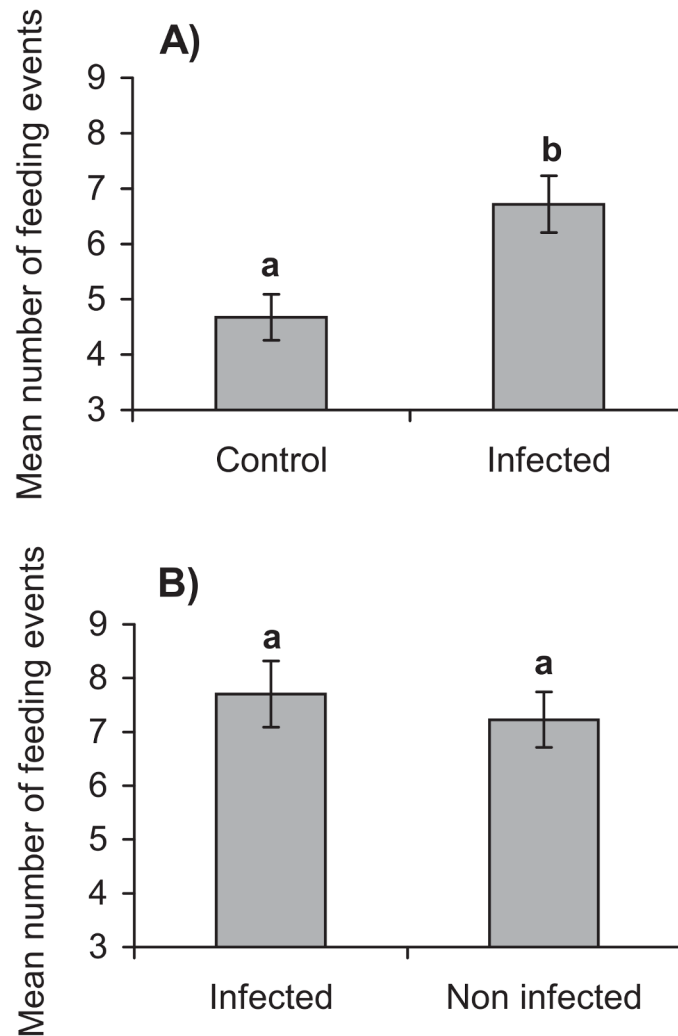 A)
Mean number of feeding events
9
8
7
6
5
4
3
a
b
Control Infected
B)
Mean number of feeding events
9
8
7
6
5
4
3
a
a
Infected Non infected